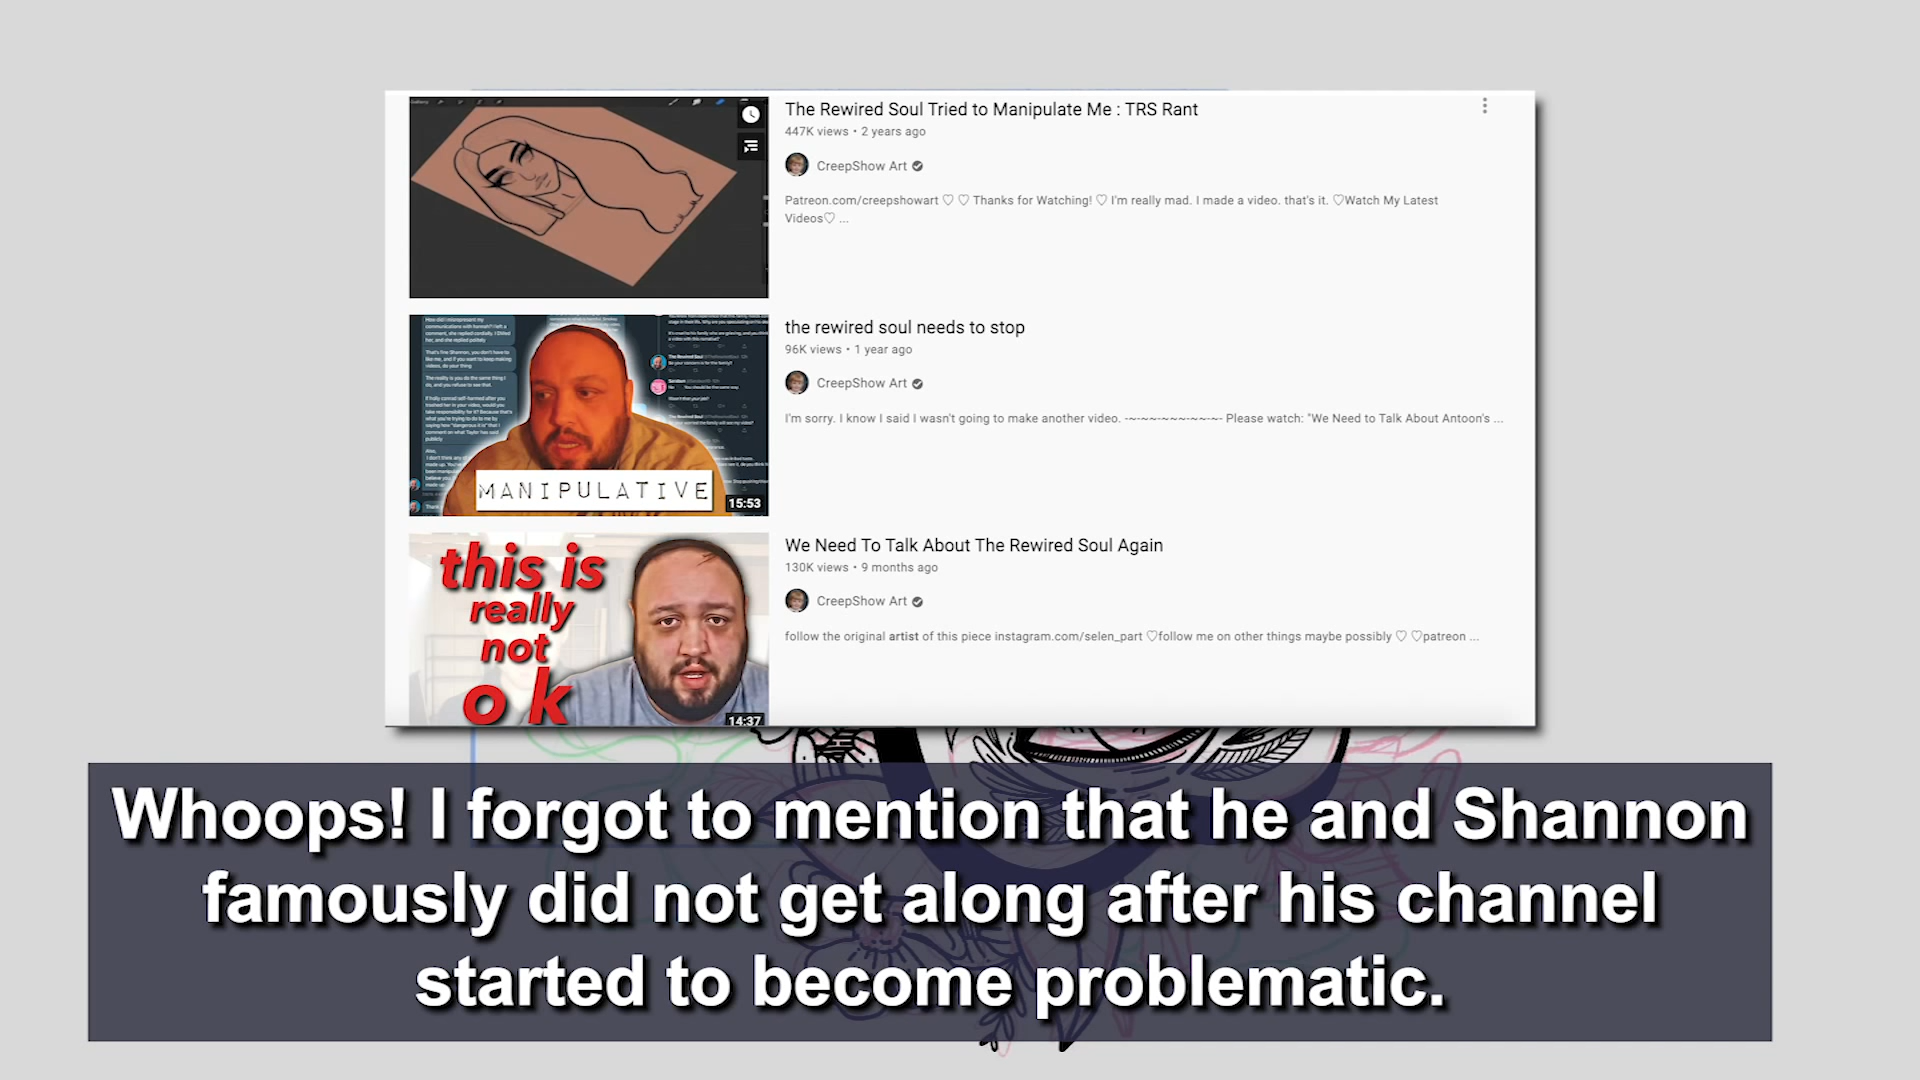 The Rewired Soul Tried to Manipulate Me : TRS Rant
447K views • 2 years ago
CreepShow Art
Patreon.com/creepshowart ♡ ♡ Thanks for Watching! ♡ I'm really mad. I made a video. that's it. ♡Watch My Latest
Videos♡ ...
the rewired soul needs to stop
96K views • 1 year ago
CreepShow Art
I'm sorry. I know I said I wasn't going to make another video. -~-~~-~~~-~~-~- Please watch: "We Need to Talk About Antoon's ...
MANIPULATIVE
15:53
We Need To Talk About The Rewired Soul Again
130K views • 9 months ago
CreepShow Art
follow the original artist of this piece instagram.com/selen_part ♡follow me on other things maybe possibly ♡ ♡patreon ...
this is
really
not
ok
14:37
Whoops! I forgot to mention that he and Shannon
famously did not get along after his channel
started to become problematic.